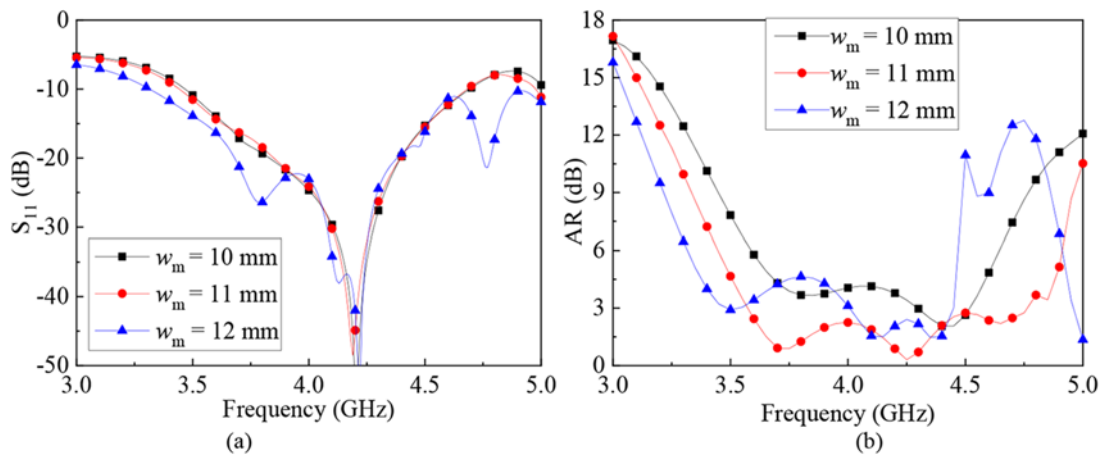 0
-10
-20
-30
-40
-50
S11 (dB)
wm = 10 mm
wm = 11 mm
wm = 12 mm
3.0 3.5 4.0 4.5 5.0
Frequency (GHz)
(a)
18
15
12
9
6
3
0
AR (dB)
wm = 10 mm
wm = 11 mm
wm = 12 mm
3.0 3.5 4.0 4.5 5.0
Frequency (GHz)
(b)